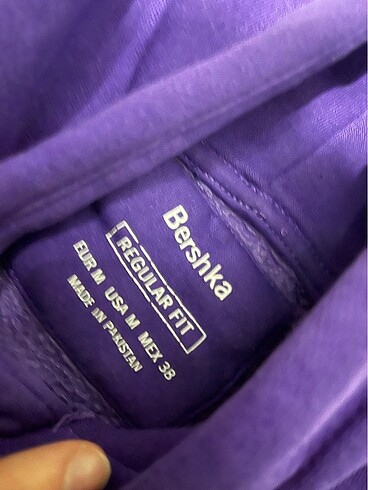 Bershka
REGULAR FIT
EUR M USA M MEX 38
MADE IN PAKISTAN